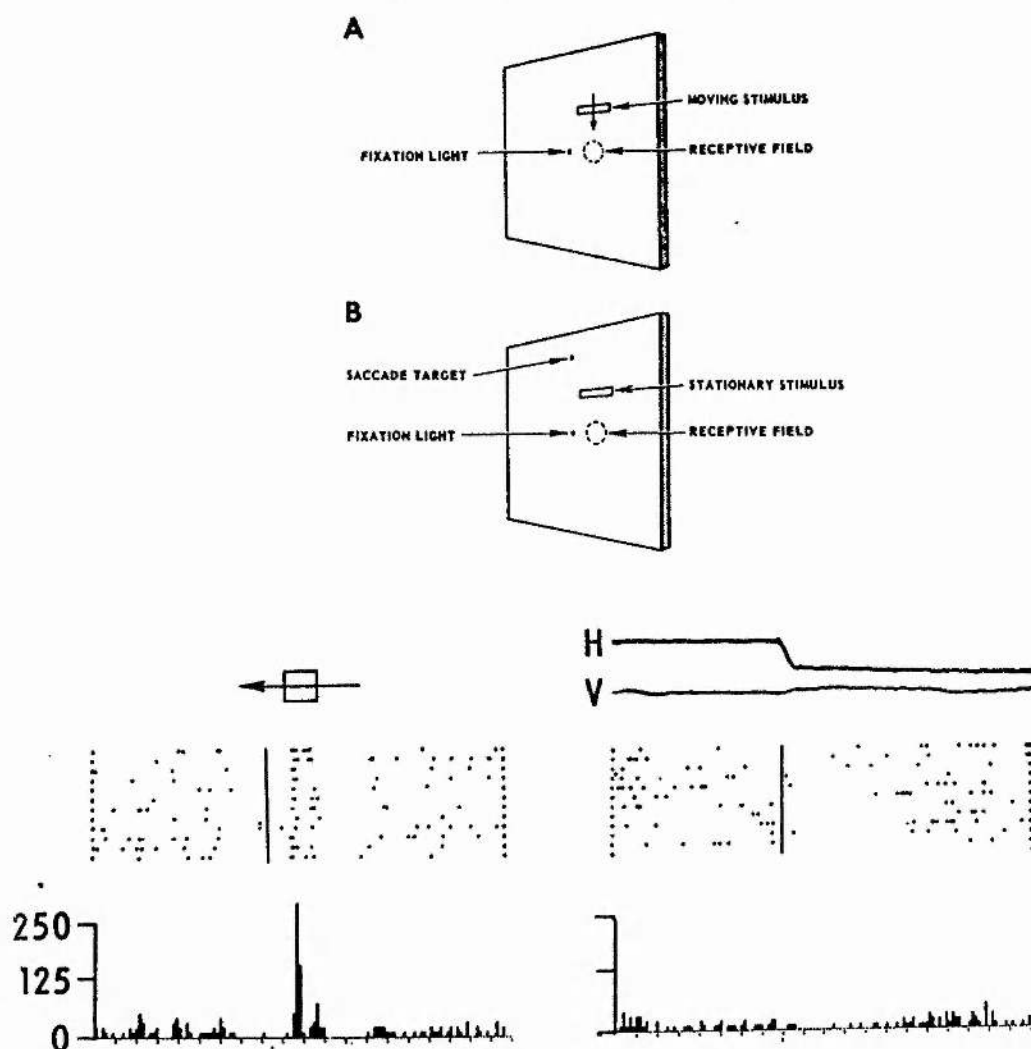 A
MOVING STIMULUS
FIXATION LIGHT
RECEPTIVE FIELD
B
SACCADE TARGET
STATIONARY STIMULUS
FIXATION LIGHT
RECEPTIVE FIELD
H
V
250
125
0